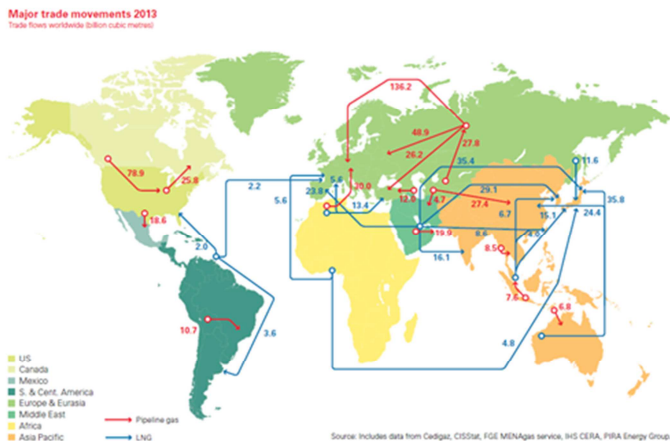 Major trade movements 2013
Trade flows worldwide (billion cubic metres)
136.2
48.9
27.8
26.2
11.6
35.4
78.9
25.8
2.2
5.6
23.8
30.0
12.0
4.7
29.1
27.4
35.8
5.6
13.4
6.7
15.1
24.4
18.6
19.9
8.6
2.0
16.1
8.5
7.6
6.8
10.7
3.6
4.8
US
Canada
Mexico
S. & Cent. America
Europe & Eurasia
Middle East
Africa
Asia Pacific
Pipeline gas
LNG
Source: Includes data from Cedigaz, CISStat, FGE MENAgas service, IHS CERA, PIRA Energy Group.